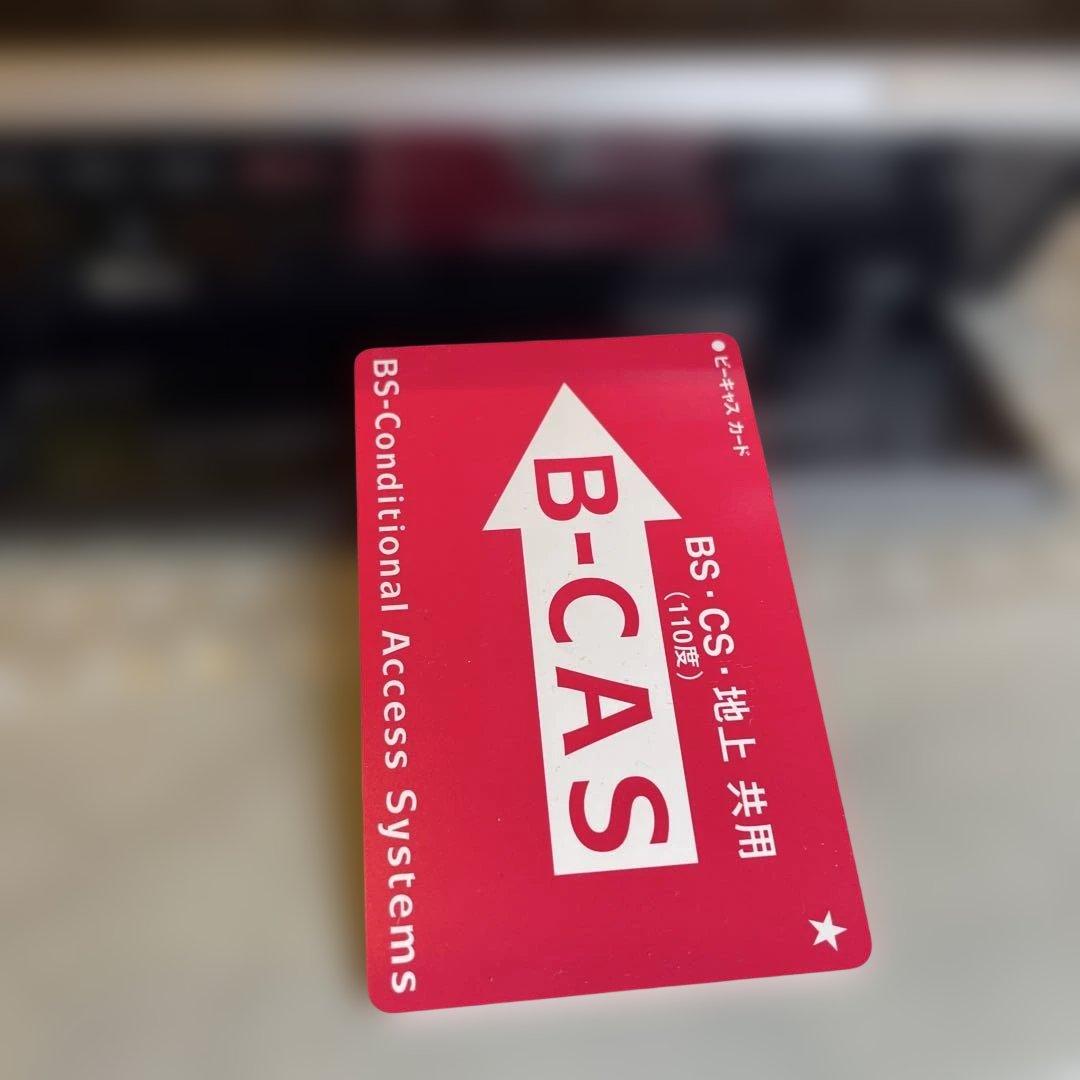 ● ビーキャス カード
BS・CS・地上 共用
（110度）
B-CAS
BS-Conditional Access Systems